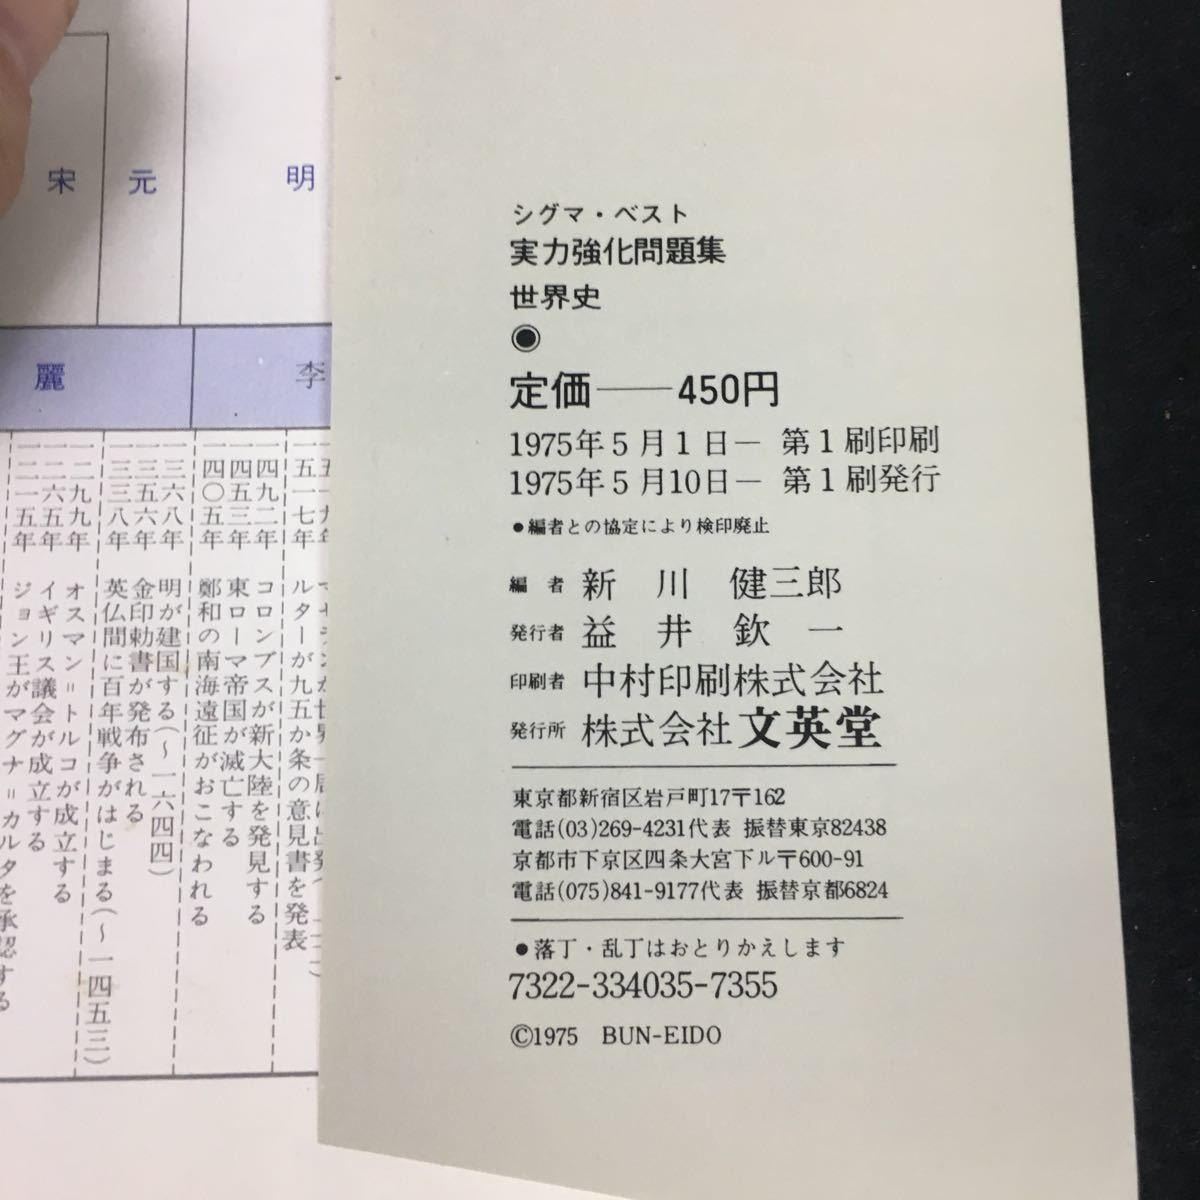 シグマ・ベスト
実力強化問題集
世界史
◉
定価——450円
1975年5月1日— 第1刷印刷
1975年5月10日— 第1刷発行
●編者との協定により検印廃止
編者 新川 健三郎
発行者 益井 欽一
印刷者 中村印刷株式会社
発行所 株式会社文英堂
東京都新宿区岩戸町17〒162
電話(03)269-4231代表 振替東京82438
京都市下京区四条大宮下ル〒600-91
電話(075)841-9177代表 振替京都6824
●落丁・乱丁はおとりかえします
7322-334035-7355
©1975 BUN-EIDO
宋 元 明
麗 李
一五一七年 ルターが九五か条の意見書を発表
一四九二年 コロンブスが新大陸を発見する
一四五三年 東ローマ帝国が滅亡する
一四〇五年 鄭和の南海遠征がおこなわれる
一三六八年 明が建国する(〜一六四四)
一三五六年 金印勅書が発布される
一三三八年 英仏間に百年戦争がはじまる(〜一四五三)
一二九九年 オスマン＝トルコが成立する
一二六五年 イギリス議会が成立する
一二一五年 ジョン王がマグナ＝カルタを承認する